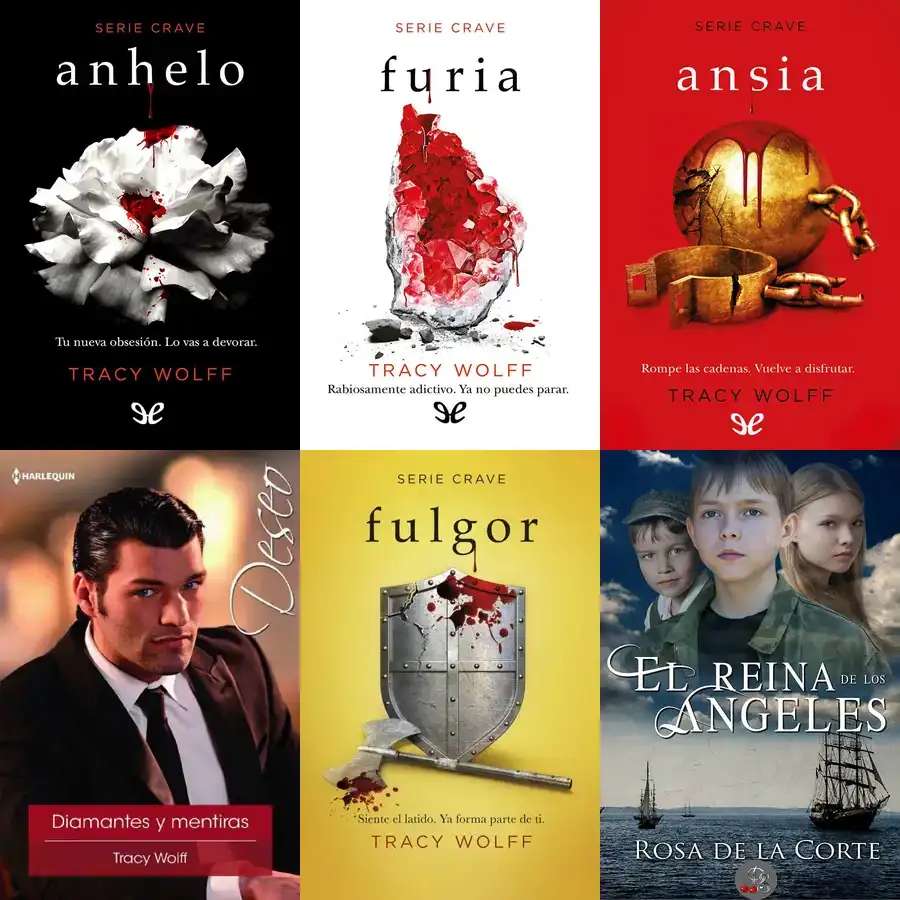 SERIE CRAVE
anhelo
Tu nueva obsesión. Lo vas a devorar.
TRACY WOLFF
SERIE CRAVE
furia
TRACY WOLFF
Rabiosamente adictivo. Ya no puedes parar.
SERIE CRAVE
ansia
Rompe las cadenas. Vuelve a disfrutar.
TRACY WOLFF
HARLEQUIN
Deseo
Diamantes y mentiras
Tracy Wolff
SERIE CRAVE
fulgor
Siente el latido. Ya forma parte de ti.
TRACY WOLFF
EL REINA DE LOS
ANGELES
ROSA DE LA CORTE